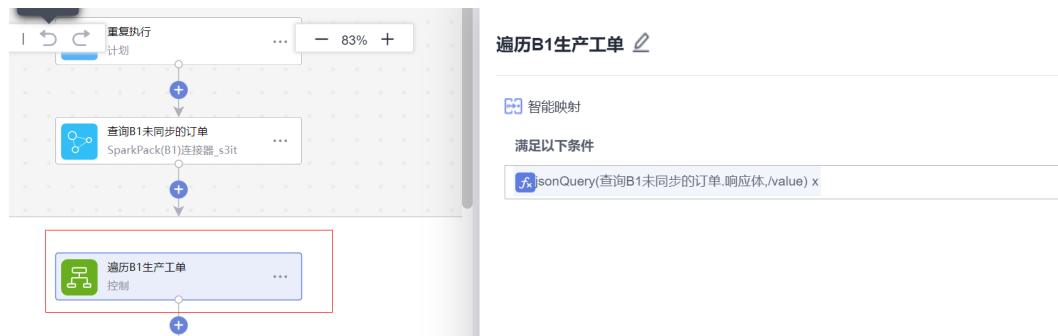 重复执行
计划
83%
查询B1未同步的订单
SparkPack(B1)连接器_s3it
遍历B1生产工单
控制
遍历B1生产工单
智能映射
满足以下条件
fx jsonQuery(查询B1未同步的订单.响应体,/value) x